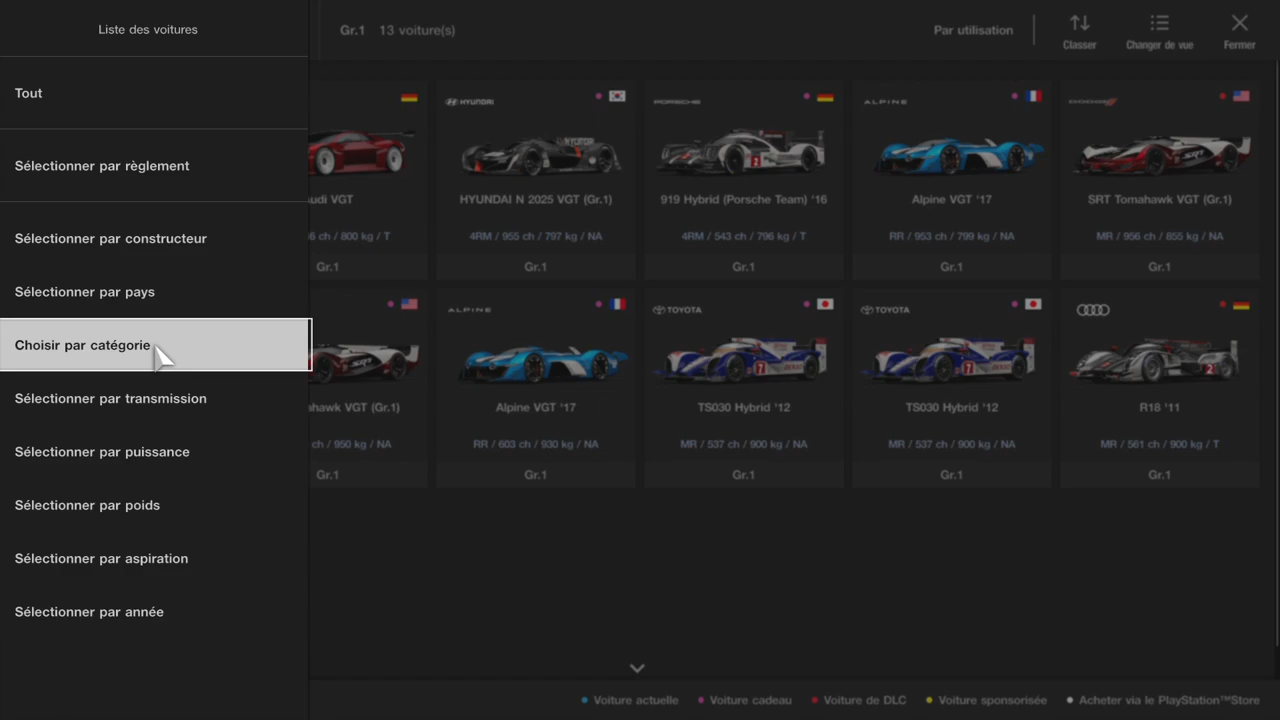 Liste des voitures
Tout
Sélectionner par règlement
Sélectionner par constructeur
Sélectionner par pays
Choisir par catégorie
Sélectionner par transmission
Sélectionner par puissance
Sélectionner par poids
Sélectionner par aspiration
Sélectionner par année
Gr.1 13 voiture(s)
Par utilisation
Classer
Changer de vue
Fermer
HYUNDAI
PORSCHE
ALPINE
udi VGT
HYUNDAI N 2025 VGT (Gr.1)
919 Hybrid (Porsche Team) '16
Alpine VGT '17
SRT Tomahawk VGT (Gr.1)
6 ch / 800 kg / T
4RM / 955 ch / 797 kg / NA
4RM / 543 ch / 796 kg / T
RR / 953 ch / 799 kg / NA
MR / 956 ch / 855 kg / NA
Gr.1
Gr.1
Gr.1
Gr.1
Gr.1
ALPINE
TOYOTA
TOYOTA
hawk VGT (Gr.1)
Alpine VGT '17
TS030 Hybrid '12
TS030 Hybrid '12
R18 '11
ch / 950 kg / NA
RR / 603 ch / 930 kg / NA
MR / 537 ch / 900 kg / NA
MR / 537 ch / 900 kg / NA
MR / 561 ch / 900 kg / T
Gr.1
Gr.1
Gr.1
Gr.1
Gr.1
Voiture actuelle
Voiture cadeau
Voiture de DLC
Voiture sponsorisée
Acheter via le PlayStation™Store